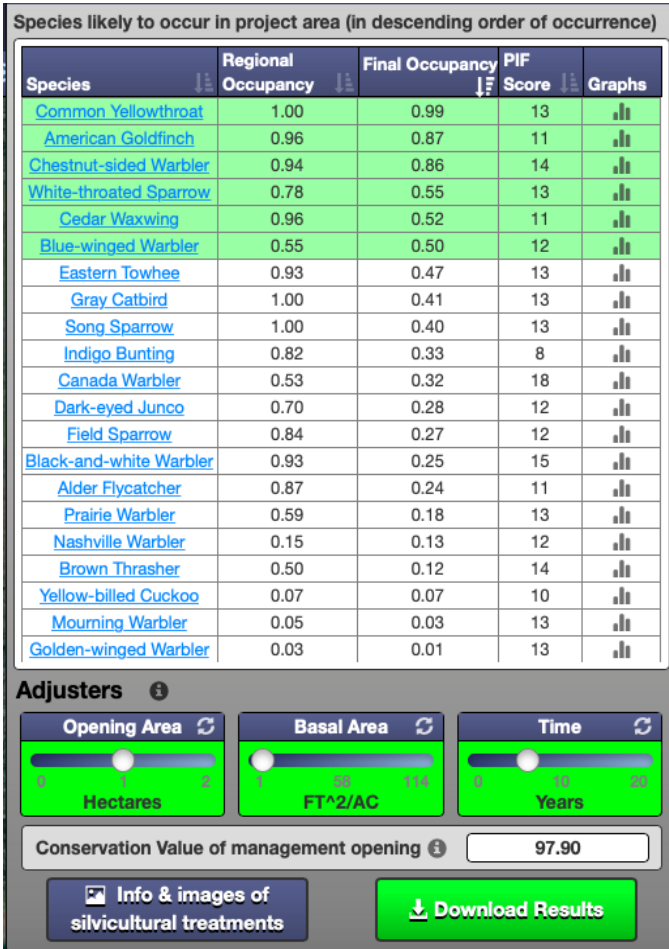 Species likely to occur in project area (in descending order of occurrence)
Species Regional Occupancy Final Occupancy PIF Score Graphs
Common Yellowthroat 1.00 0.99 13
American Goldfinch 0.96 0.87 11
Chestnut-sided Warbler 0.94 0.86 14
White-throated Sparrow 0.78 0.55 13
Cedar Waxwing 0.96 0.52 11
Blue-winged Warbler 0.55 0.50 12
Eastern Towhee 0.93 0.47 13
Gray Catbird 1.00 0.41 13
Song Sparrow 1.00 0.40 13
Indigo Bunting 0.82 0.33 8
Canada Warbler 0.53 0.32 18
Dark-eyed Junco 0.70 0.28 12
Field Sparrow 0.84 0.27 12
Black-and-white Warbler 0.93 0.25 15
Alder Flycatcher 0.87 0.24 11
Prairie Warbler 0.59 0.18 13
Nashville Warbler 0.15 0.13 12
Brown Thrasher 0.50 0.12 14
Yellow-billed Cuckoo 0.07 0.07 10
Mourning Warbler 0.05 0.03 13
Golden-winged Warbler 0.03 0.01 13
Adjusters
Opening Area Basal Area Time
0 1 2 1 58 114 0 10 20
Hectares FT^2/AC Years
Conservation Value of management opening 97.90
Info & images of
silvicultural treatments
Download Results